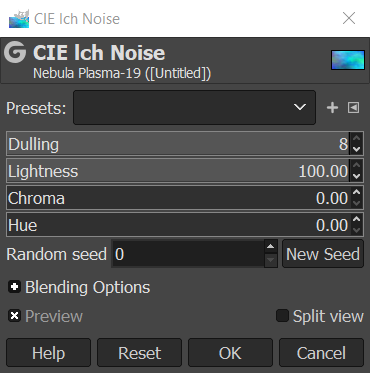 CIE lch Noise
CIE lch Noise
Nebula Plasma-19 ([Untitled])
Presets:
Dulling 8
Lightness 100.00
Chroma 0.00
Hue 0.00
Random seed 0 New Seed
Blending Options
Preview Split view
Help Reset OK Cancel